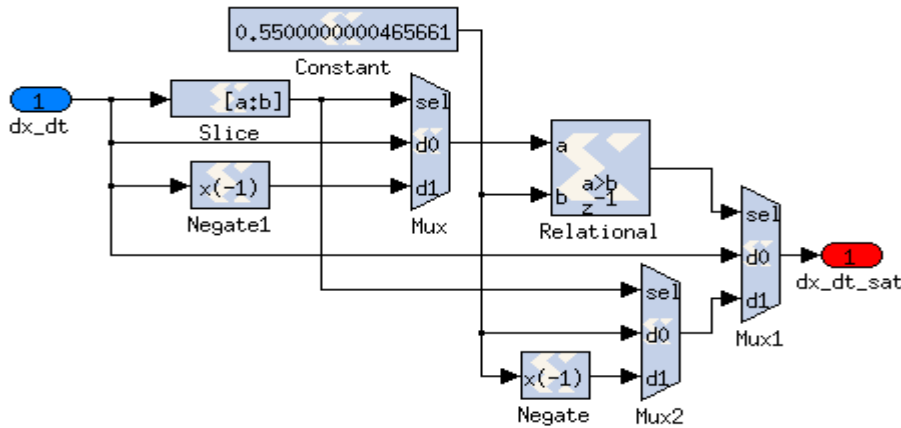 0.5500000000465661
Constant
1
dx_dt
[a:b]
Slice
x(-1)
Negate1
sel
d0
d1
Mux
a
b
a>b
z-1
Relational
sel
d0
d1
Mux2
x(-1)
Negate
sel
d0
d1
Mux1
1
dx_dt_sat